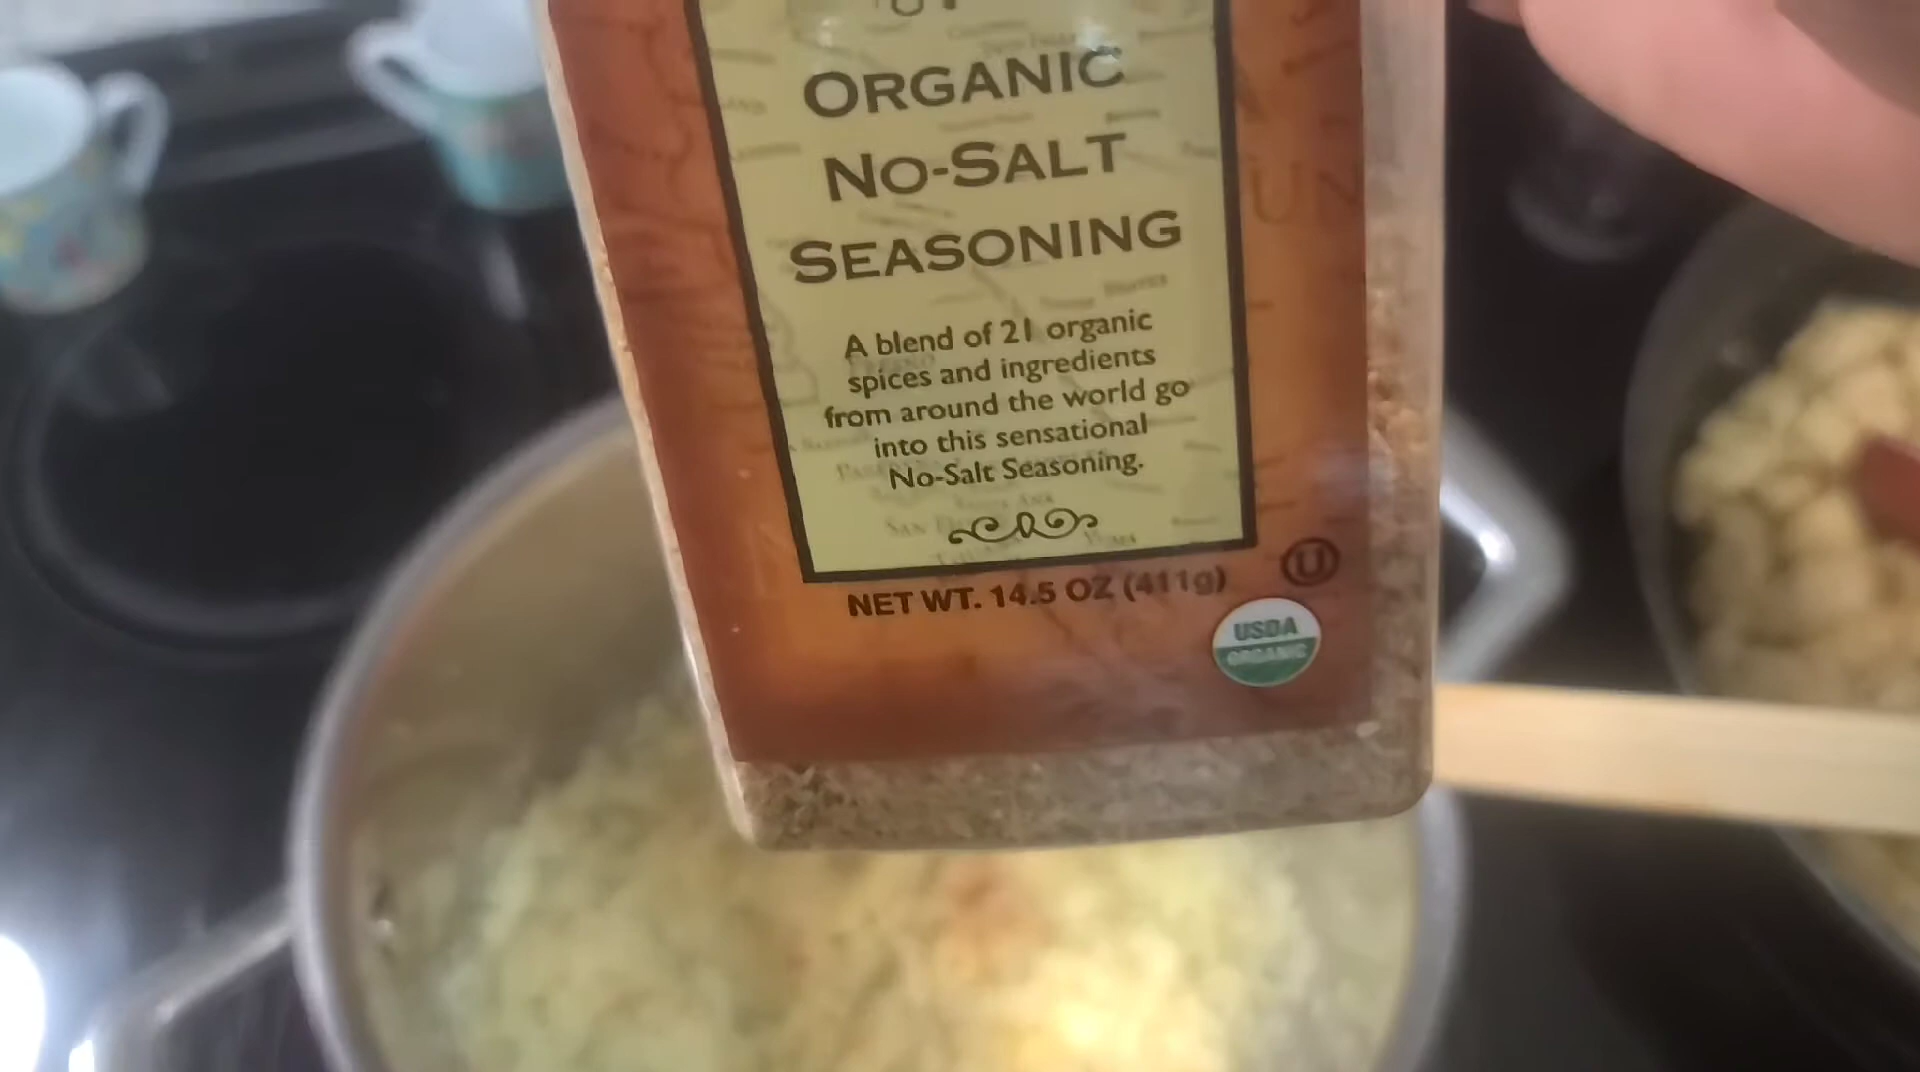 ORGANIC
NO-SALT
SEASONING
A blend of 21 organic
spices and ingredients
from around the world go
into this sensational
No-Salt Seasoning.
NET WT. 14.5 OZ (411g)
U
USDA
ORGANIC